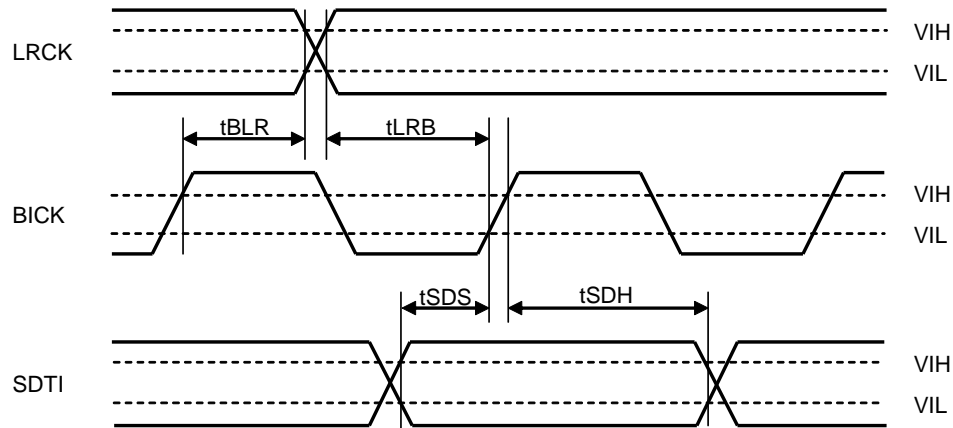 LRCK
VIH
VIL
tBLR
tLRB
BICK
VIH
VIL
tSDS
tSDH
SDTI
VIH
VIL